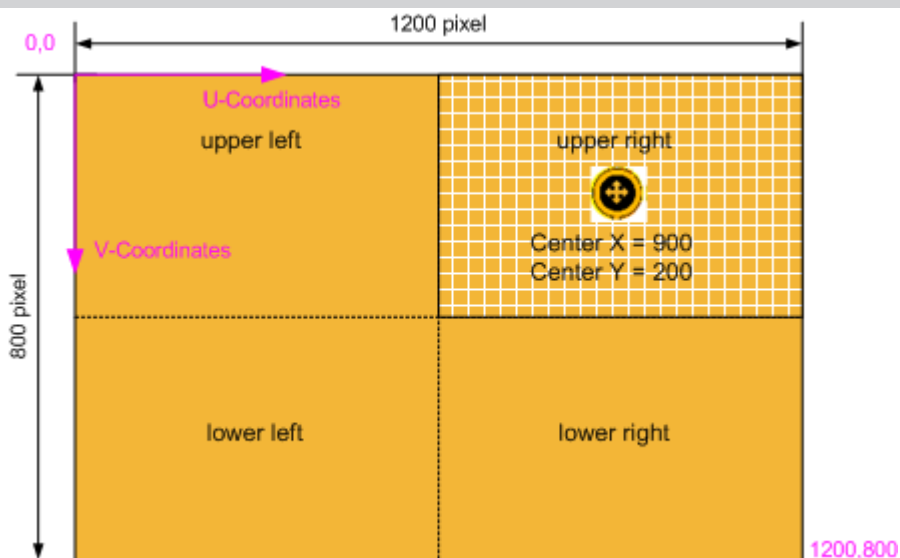 1200 pixel
0,0
U-Coordinates
upper left
upper right
V-Coordinates
Center X = 900
Center Y = 200
800 pixel
lower left
lower right
1200.800